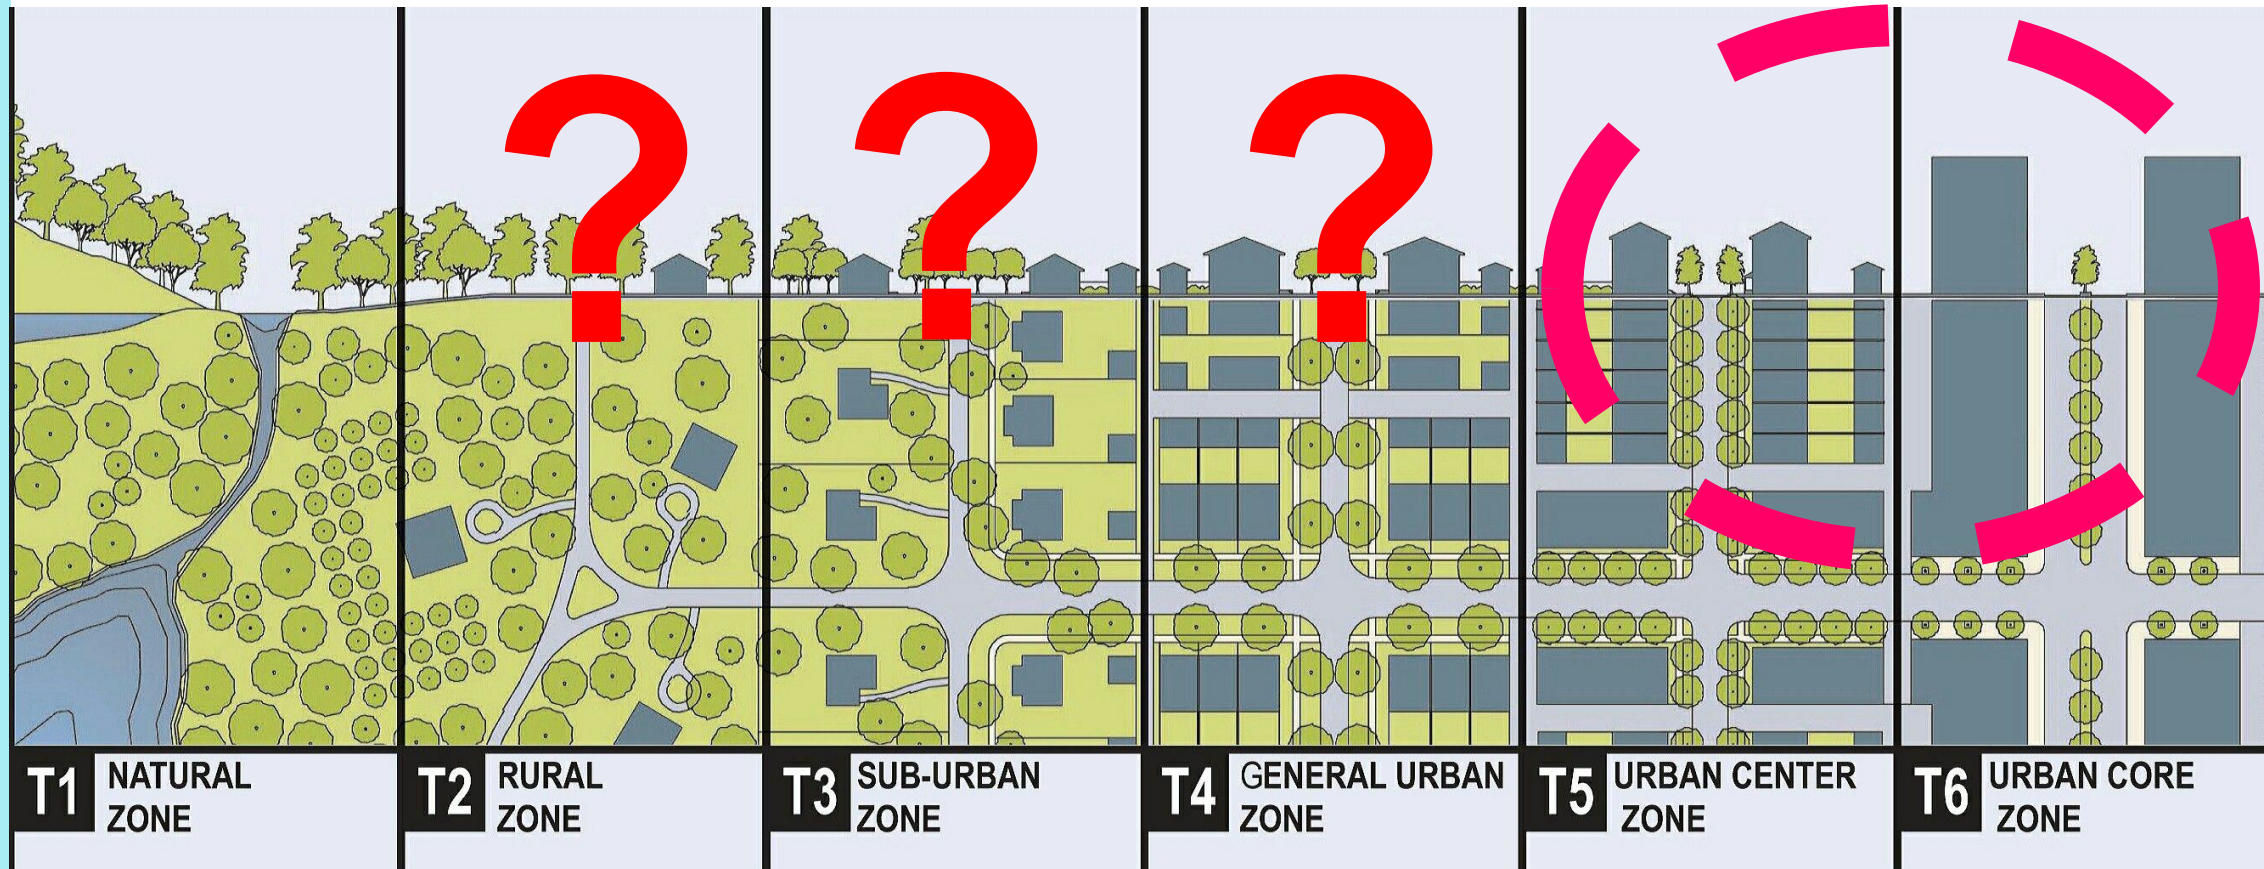 ? ? ?
T1 NATURAL
ZONE
T2 RURAL
ZONE
T3 SUB-URBAN
ZONE
T4 GENERAL URBAN
ZONE
T5 URBAN CENTER
ZONE
T6 URBAN CORE
ZONE